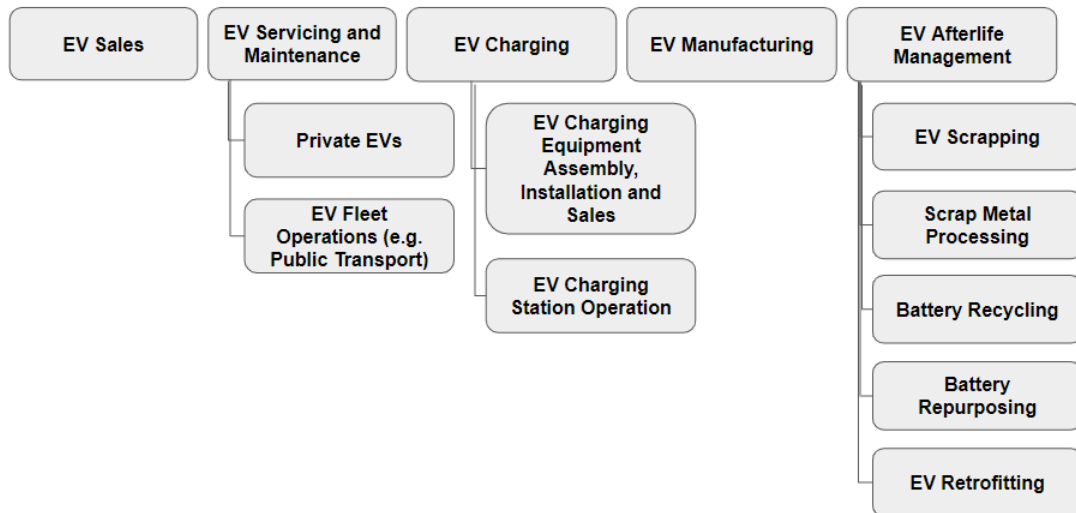 EV Sales
EV Servicing and
Maintenance
EV Charging
EV Manufacturing
EV Afterlife
Management
Private EVs
EV Fleet
Operations (e.g.
Public Transport)
EV Charging
Equipment
Assembly,
Installation and
Sales
EV Charging
Station Operation
EV Scrapping
Scrap Metal
Processing
Battery Recycling
Battery
Repurposing
EV Retrofitting